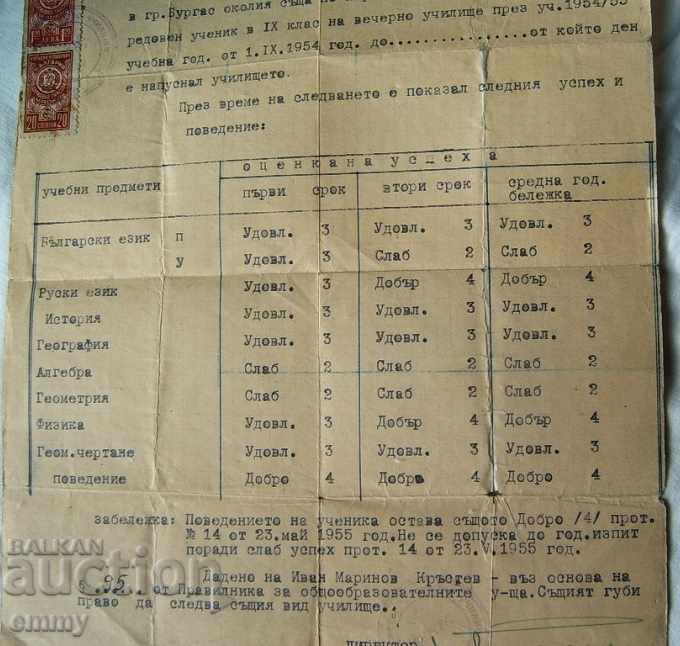 в гр. Бургас околия същата
редовен ученик в IX клас на вечерно училище през уч. 1954/55
учебна год. от 1.IX.1954 год. до..................от който ден
е напуснал училището.
През време на следването е показал следния успех и
поведение:
учебни предмети оценка на успеха
първи срок втори срок средна год. бележка
Български език п Удовл. 3 Удовл. 3 Удовл. 3
у Удовл. 3 Слаб 2 Слаб 2
Руски език Удовл. 3 Добър 4 Добър 4
История Удовл. 3 Удовл. 3 Удовл. 3
География Удовл. 3 Удовл. 3 Удовл. 3
Алгебра Слаб 2 Слаб 2 Слаб 2
Геометрия Слаб 2 Слаб 2 Слаб 2
Физика Удовл. 3 Добър 4 Добър 4
Геом.чертане Удовл. 3 Удовл. 3 Удовл. 3
поведение Добро 4 Добро 4 Добро 4
забележка: Поведението на ученика остава същото Добро /4/ прот.
№ 14 от 23.май 1955 год.Не се допуска до год.изпит
поради слаб успех прот. 14 от 23.V.1955 год.
Дадено на Иван Маринов Кръстев - въз основа на
95 .от Правилника за общообразователните у-ща.Същият губи
право да следва същия вид училище.
ДИРЕКТОР
20 20
BALKAN
auction
emmy